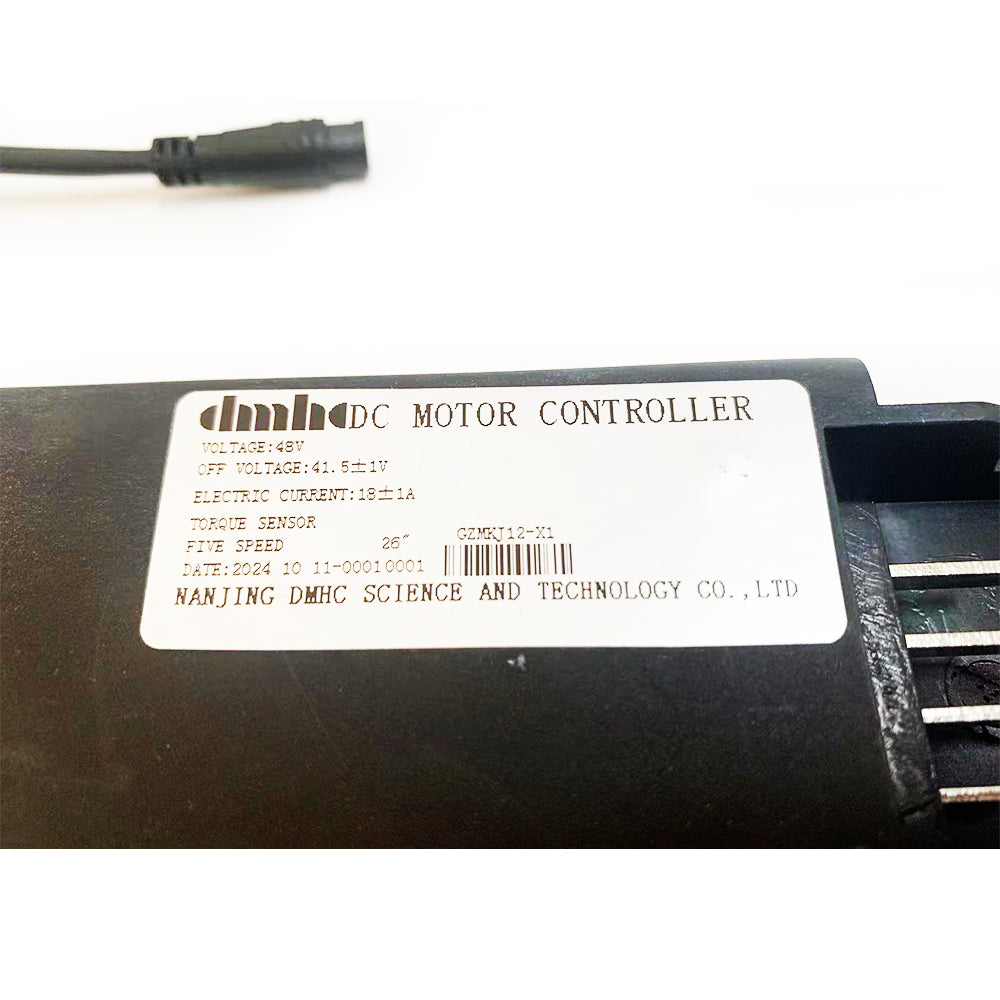 dmhc DC MOTOR CONTROLLER
VOLTAGE:48V
OFF VOLTAGE:41.5±1V
ELECTRIC CURRENT:18±1A
TORQUE SENSOR
FIVE SPEED 26″ GZMKJ12-X1
DATE:2024 10 11-00010001
NANJING DMHC SCIENCE AND TECHNOLOGY CO.,LTD